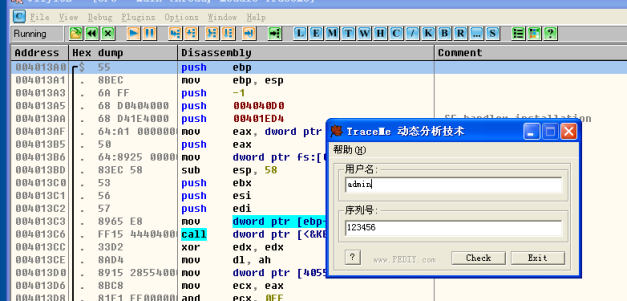 File View Debug Plugins Options Window Help
Running L E M T W H C / K B R ... S
Address Hex dump Disassembly Comment
004013A0 $ 55 push ebp
004013A1 . 8BEC mov ebp, esp
004013A3 . 6A FF push -1
004013A5 . 68 D0404000 push 004040D0
004013AA . 68 D41E4000 push 00401ED4 SE handler installation
004013AF . 64:A1 000000 mov eax, dword ptr
004013B5 . 50 push eax
004013B6 . 64:8925 0000 mov dword ptr fs:[
004013BD . 83EC 58 sub esp, 58
004013C0 . 53 push ebx
004013C1 . 56 push esi
004013C2 . 57 push edi
004013C3 . 8965 E8 mov dword ptr [ebp-
004013C6 . FF15 44404000 call dword ptr [<&KE
004013CC . 33D2 xor edx, edx
004013CE . 8AD4 mov dl, ah
004013D0 . 8915 28554000 mov dword ptr [4055
004013D6 . 8BC8 mov ecx, eax
004013D8 . 81E1 FF000000 and ecx, 0FF
TraceMe 动态分析技术
帮助(H)
用户名:
admin
序列号:
123456
? www.PEDIY.com Check Exit